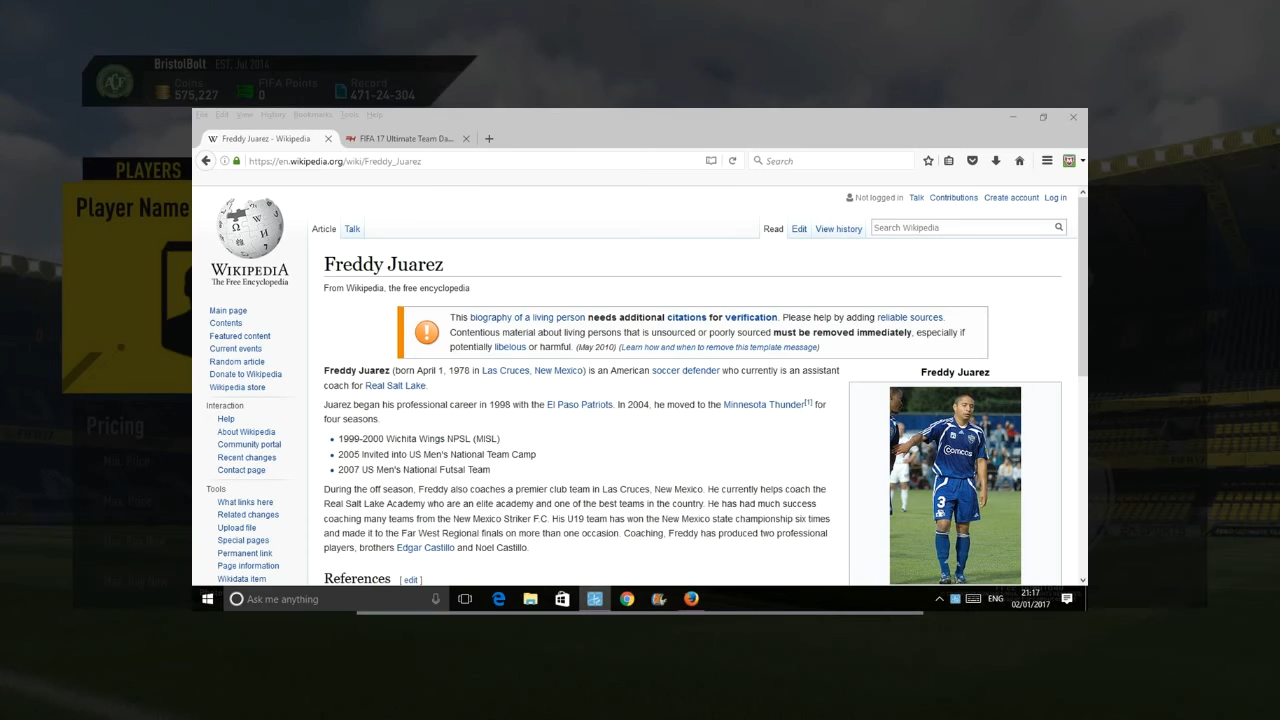 BristolBolt EST. Jul 2014
Coins FIFA Points Record
575,227 0 471-24-304
File Edit View History Bookmarks Tools Help
Freddy Juarez - Wikipedia FIFA 17 Ultimate Team Da...
https://en.wikipedia.org/wiki/Freddy_Juarez Search
PLAYERS
Player Name
Pricing
Min. Price
Max. Price
WIKIPEDIA
The Free Encyclopedia
Not logged in Talk Contributions Create account Log in
Article Talk Read Edit View history Search Wikipedia
Freddy Juarez
From Wikipedia, the free encyclopedia
This biography of a living person needs additional citations for verification. Please help by adding reliable sources.
Contentious material about living persons that is unsourced or poorly sourced must be removed immediately, especially if
potentially libelous or harmful. (May 2010) (Learn how and when to remove this template message)
Main page
Contents
Featured content
Current events
Random article
Donate to Wikipedia
Wikipedia store
Interaction
Help
About Wikipedia
Community portal
Recent changes
Contact page
Tools
What links here
Related changes
Upload file
Special pages
Permanent link
Page information
Wikidata item
Freddy Juarez (born April 1, 1978 in Las Cruces, New Mexico) is an American soccer defender who currently is an assistant
coach for Real Salt Lake.
Juarez began his professional career in 1998 with the El Paso Patriots. In 2004, he moved to the Minnesota Thunder[1] for
four seasons.
• 1999-2000 Wichita Wings NPSL (MISL)
• 2005 Invited into US Men's National Team Camp
• 2007 US Men's National Futsal Team
During the off season, Freddy also coaches a premier club team in Las Cruces, New Mexico. He currently helps coach the
Real Salt Lake Academy who are an elite academy and one of the best teams in the country. He has had much success
coaching many teams from the New Mexico Striker F.C. His U19 team has won the New Mexico state championship six times
and made it to the Far West Regional finals on more than one occasion. Coaching, Freddy has produced two professional
players, brothers Edgar Castillo and Noel Castillo.
References [ edit ]
Freddy Juarez
comcas
3
Ask me anything
ENG
21:17
02/01/2017